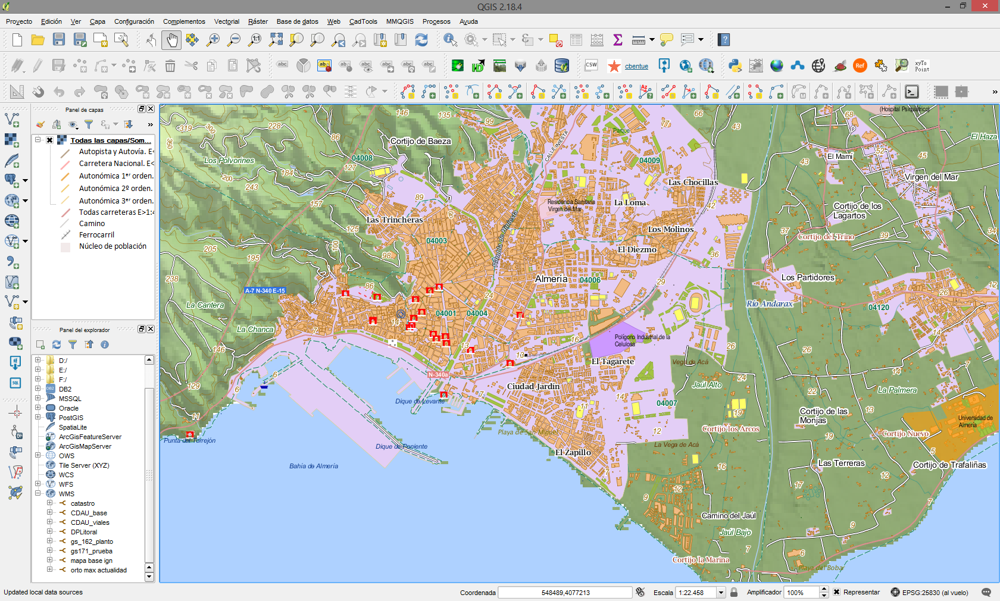 QGIS 2.18.4
Proyecto Edición Ver Capa Configuración Complementos Vectorial Ráster Base de datos Web CadTools MMQGIS Procesos Ayuda
CSW cbentue Ref xyTo Point
Panel de capas
Todas las capas/Som...
Autopista y Autovía. E<
Carretera Nacional. E<
Autonómica 1er orden.
Autonómica 2º orden.
Autonómica 3er orden.
Todas carreteras E>1:4
Camino
Ferrocarril
Núcleo de población
Panel del explorador
D:/
E:/
F:/
DB2
MSSQL
Oracle
PostGIS
SpatiaLite
ArcGisFeatureServer
ArcGisMapServer
OWS
Tile Server (XYZ)
WCS
WFS
WMS
catastro
CDAU_base
CDAU_viales
DPLitoral
gs_162_planto
gs171_prueba
mapa base ign
orto max actualidad
146 135 99 66 (Hospital Psiquiátrico)
319 300 228 77 68
43
86 Cortijo de Baeza Parque CALLE INIESTA El Haza
350 Los Polvorines 04008 04009 43 El Mami 52 45
127
200 184 Las Chocillas Virgen del Mar
243
157 89 Residencia Sanitaria Virgen del Mar La Loma 42 Cortijo de los Lagartos
Las Trincheras Los Molinos
125 Rambla de Hinesto 37 34
205 100 04003 El Diezmo Cortijo del Trino 39
195 98 36
238 Almería 04006 29 Los Partidores
A-7 N-340 E-15 86 24 26 12
La Cantera Río Andarax 04120
04001 04004
La Chanca 7 14 14
13 16 Polígono Industrial de la Celulosa
146 13 26 26
El Tagarete Vega de Acá 7
6 N-340a 24 14
129 6 Ciudad Jardín Jaúl Alto 22 La Palmera
7 14
Dique de Levante 04007 13
11 11 19 Cortijo de las Monjas Universidad de Almería
12 Cortijo los Arcos Cortijo Nuevo
Punta del Torrejón Playa de San Miguel 19
Dique de Poniente La Vega de Acá 5
El Zapillo
Bahía de Almería 16 Las Terreras Cortijo de Trafaliñas
7 12
12 17
9 7
Camino del Jaúl 9
Jaúl Bajo
7 6
Cortijo la Marina
Playa del Bobar
Updated local data sources Coordenada 548489,4077213 Escala 1:22.458 Amplificador 100% Representar EPSG:25830 (al vuelo)